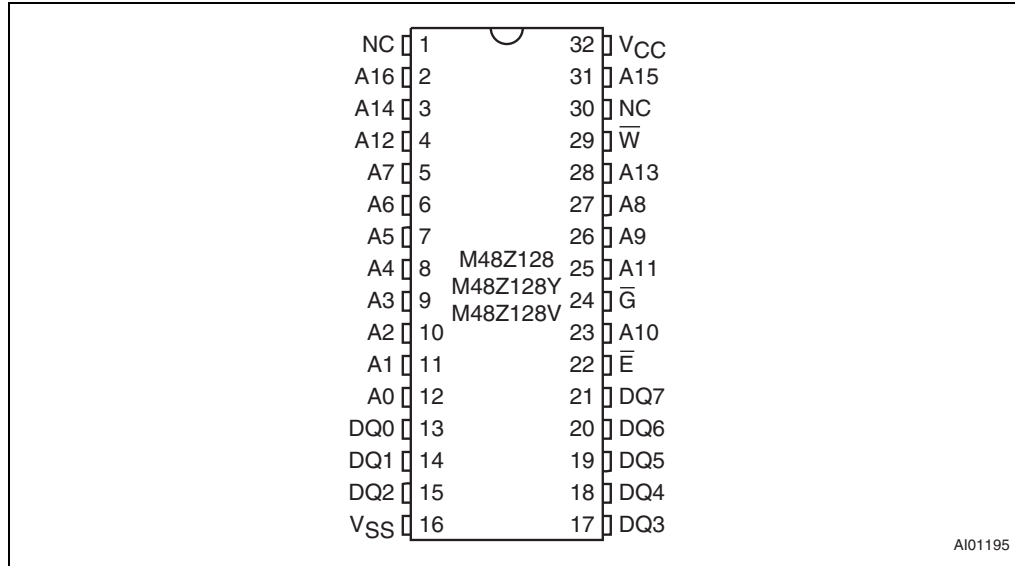 NC 1 32 VCC
A16 2 31 A15
A14 3 30 NC
A12 4 29 W̅
A7 5 28 A13
A6 6 27 A8
A5 7 26 A9
A4 8 M48Z128 25 A11
A3 9 M48Z128Y 24 G̅
A2 10 M48Z128V 23 A10
A1 11 22 E̅
A0 12 21 DQ7
DQ0 13 20 DQ6
DQ1 14 19 DQ5
DQ2 15 18 DQ4
VSS 16 17 DQ3
AI01195